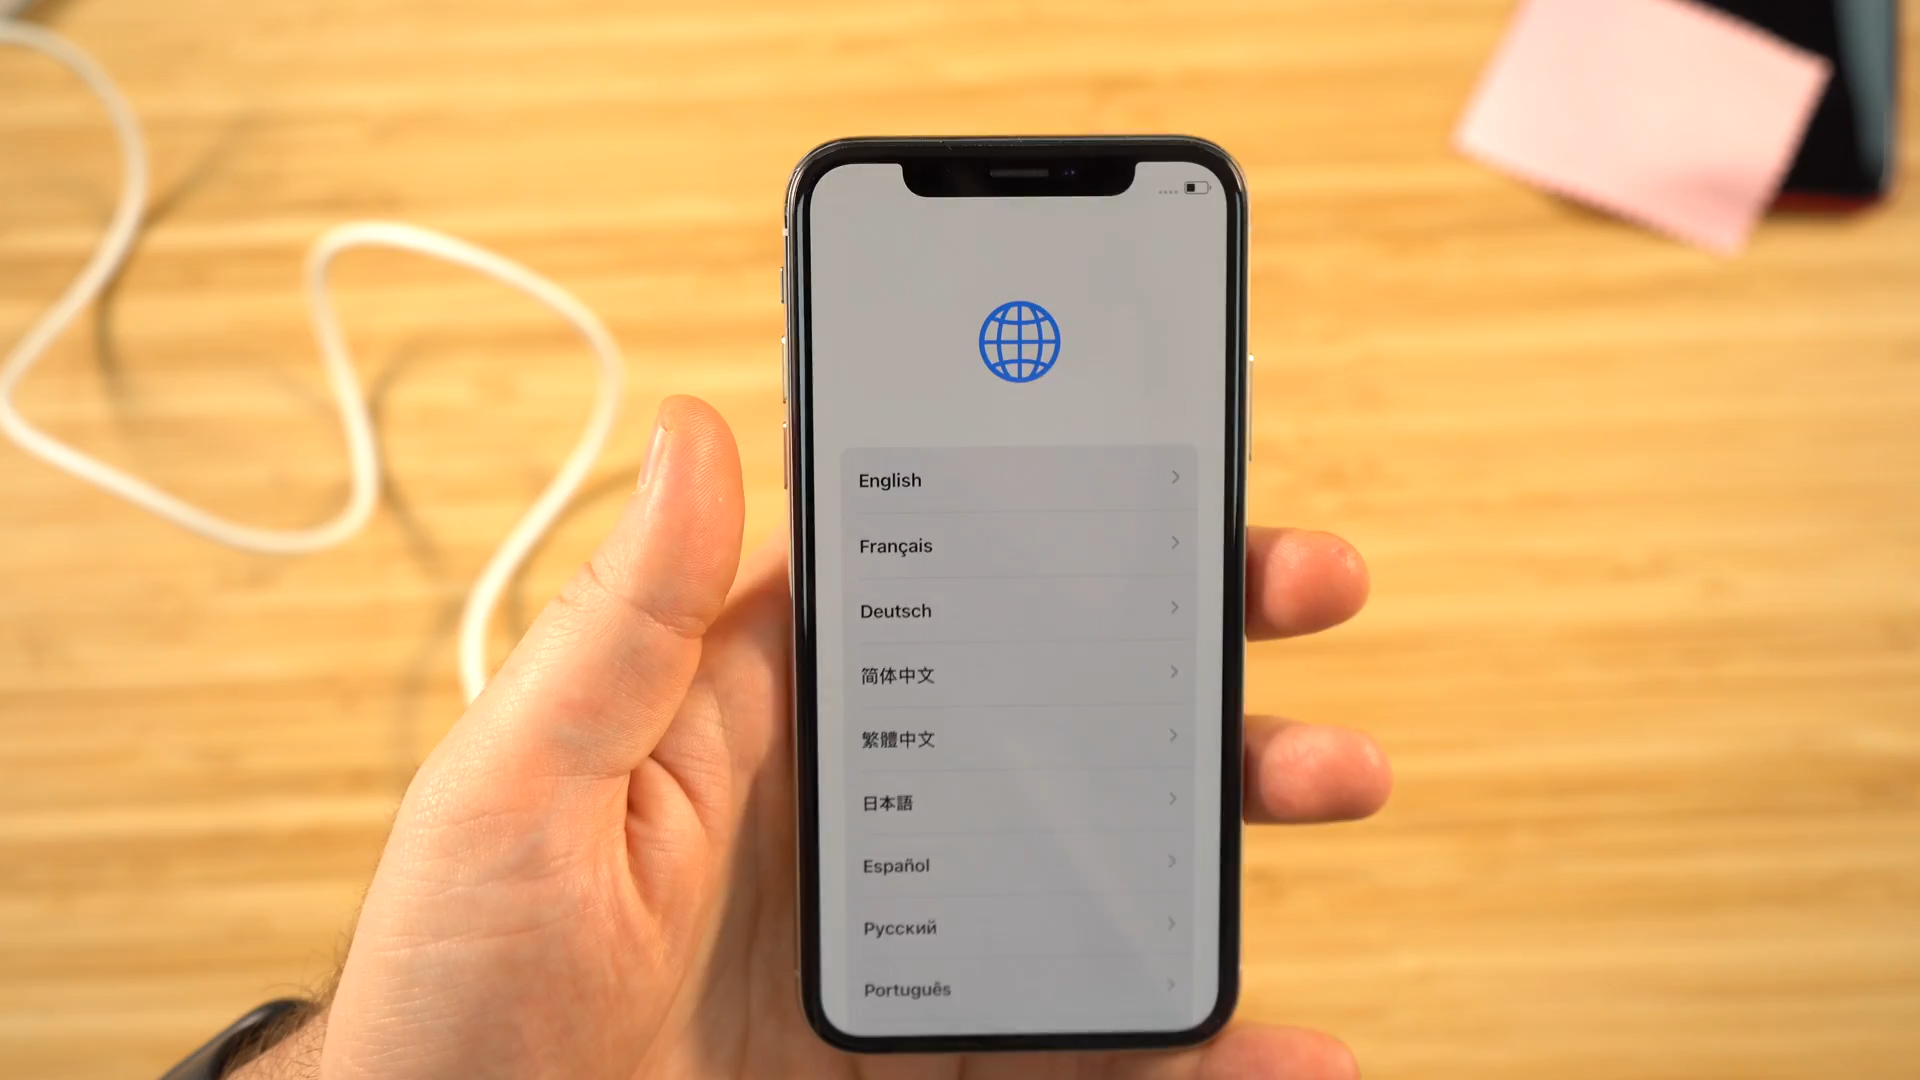 English
Français
Deutsch
简体中文
繁體中文
日本語
Español
Русский
Português